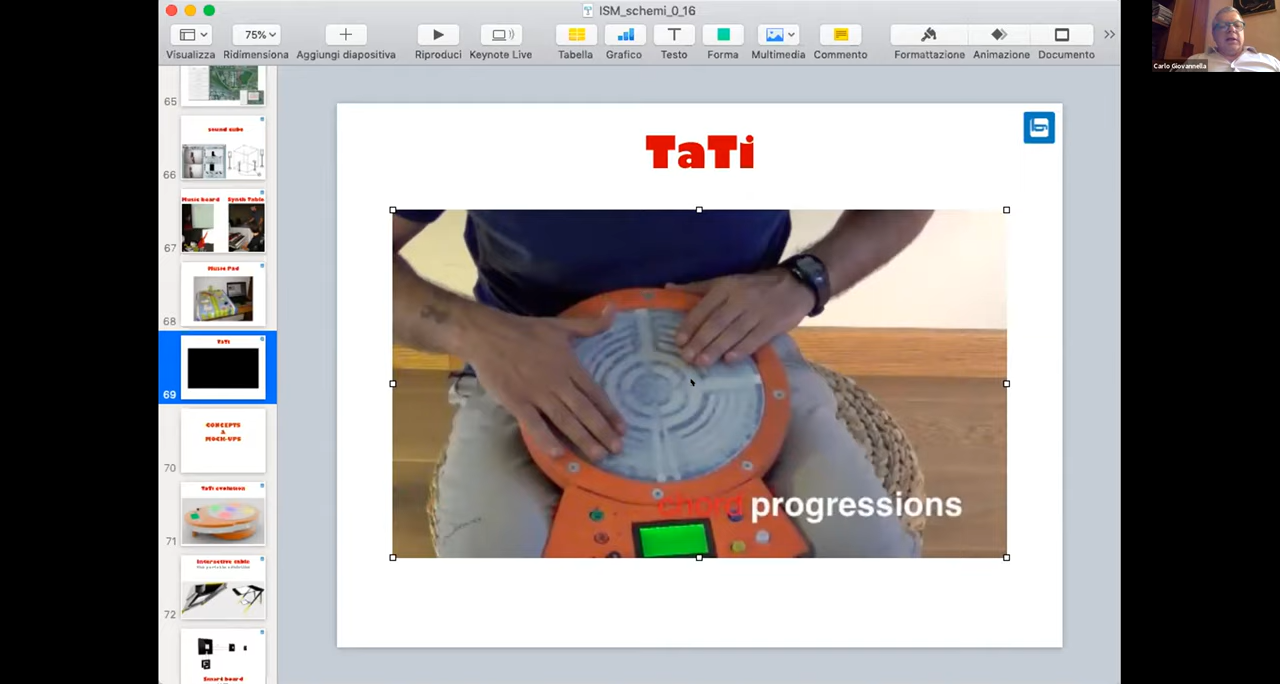 ISM_schemi_0_16
75%
Visualizza
Ridimensiona
Aggiungi diapositiva
Riproduci
Keynote Live
Tabella
Grafico
Testo
Forma
Multimedia
Commento
Formattazione
Animazione
Documento
Carlo Giovannella
65
sound cube
66
Music board
Synth Table
67
Music Pad
68
TaTi
69
CONCEPTS
&
MOCK-UPS
70
TaTi evolution
71
Interactive table
72
Smart board
TaTi
chord progressions